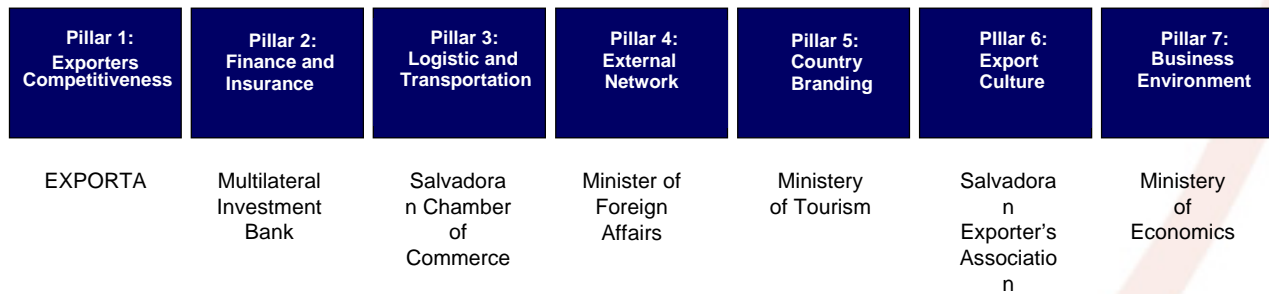 Pillar 1:
Exporters
Competitiveness
Pillar 2:
Finance and
Insurance
Pillar 3:
Logistic and
Transportation
Pillar 4:
External
Network
Pillar 5:
Country
Branding
PIllar 6:
Export
Culture
Pillar 7:
Business
Environment
EXPORTA
Multilateral
Investment
Bank
Salvadora
n Chamber
of
Commerce
Minister of
Foreign
Affairs
Ministery
of Tourism
Salvadora
n
Exporter’s
Associatio
n
Ministery
of
Economics